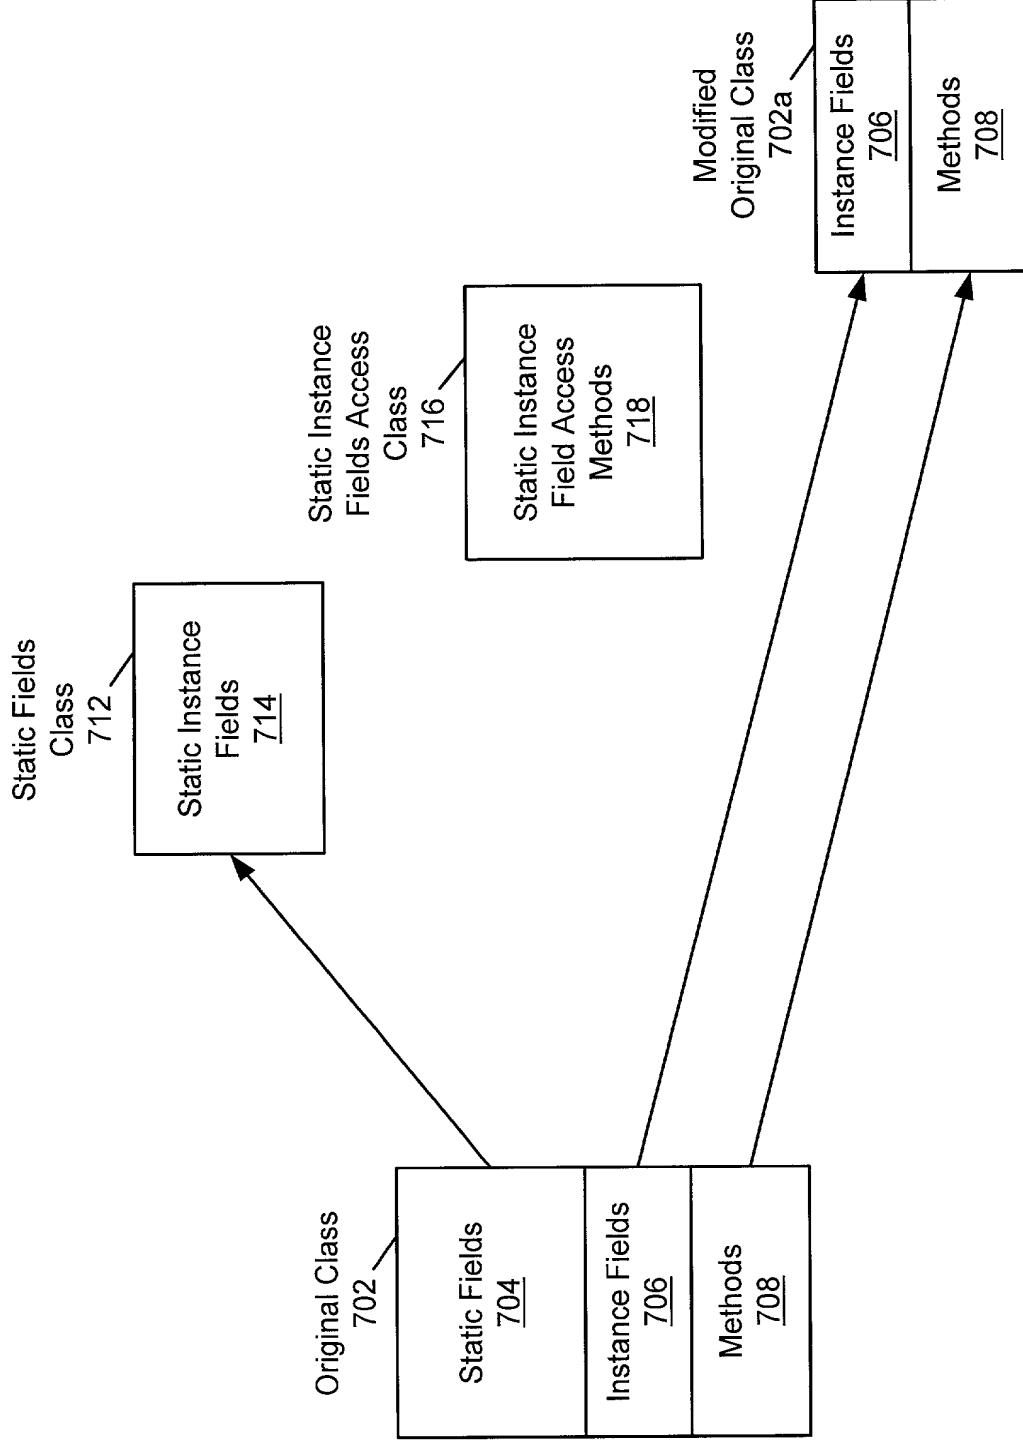 Original Class
702
Static Fields
704
Instance Fields
706
Methods
708
Static Fields
Class
712
Static Instance
Fields
714
Static Instance
Fields Access
Class
716
Static Instance
Field Access
Methods
718
Modified
Original Class
702a
Instance Fields
706
Methods
708